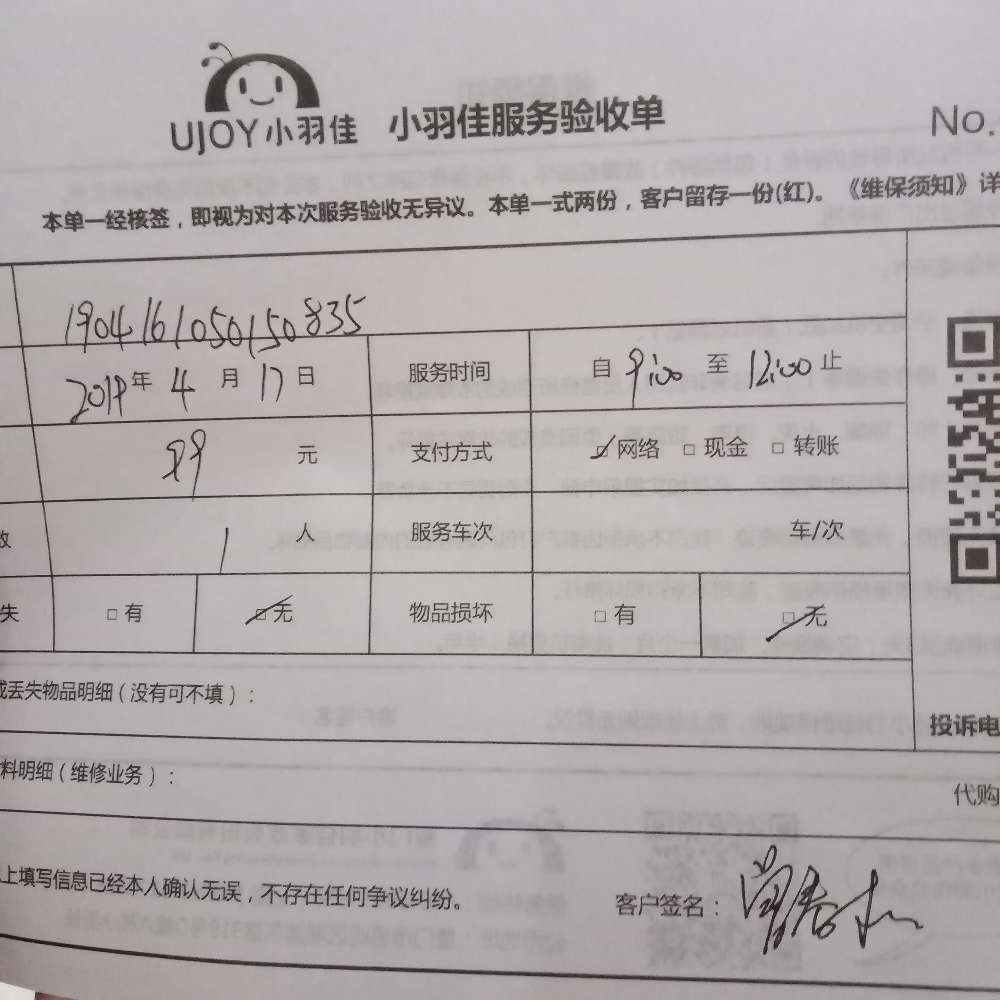 UJOY小羽佳 小羽佳服务验收单
No.
本单一经核签，即视为对本次服务验收无异议。本单一式两份，客户留存一份(红)。《维保须知》详
1904161050150835
2019年 4 月 17 日 服务时间 自 9:00 至 12:00 止
99 元 支付方式 ☑网络 □ 现金 □ 转账
数 1 人 服务车次 车/次
失 □ 有 ☑无 物品损坏 □ 有 ☑无
或丢失物品明细（没有可不填）：
投诉电
料明细（维修业务）：
代购
上填写信息已经本人确认无误，不存在任何争议纠纷。 客户签名：